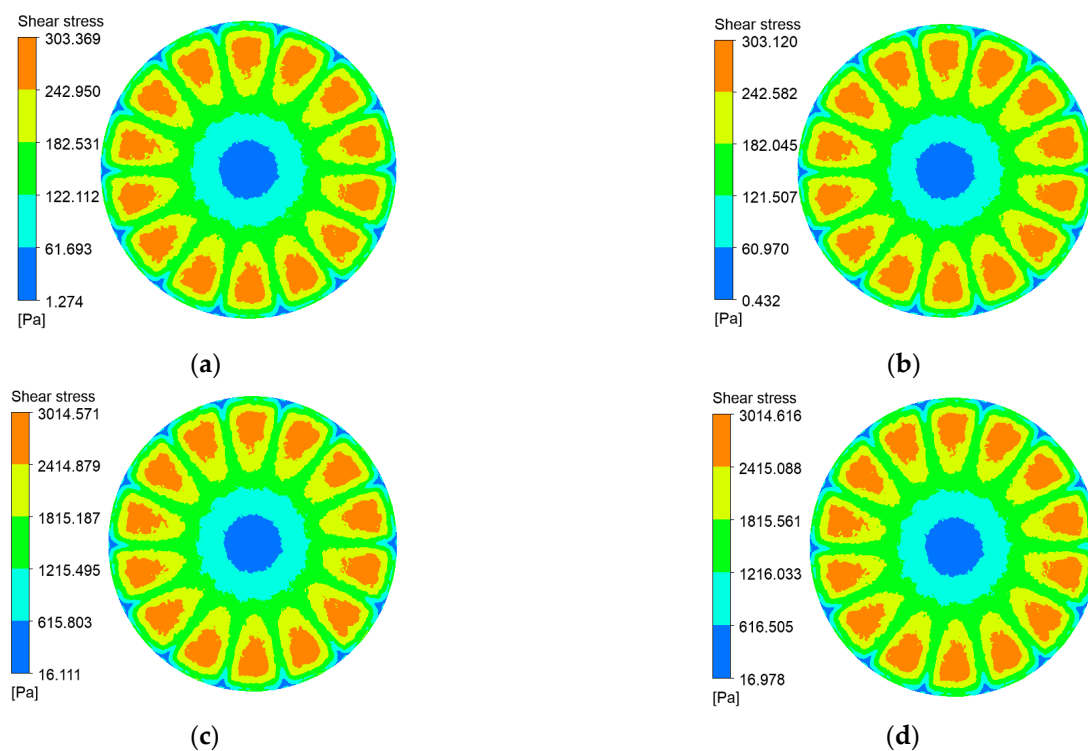 Shear stress
303.369
242.950
182.531
122.112
61.693
1.274
[Pa]
(a)
Shear stress
303.120
242.582
182.045
121.507
60.970
0.432
[Pa]
(b)
Shear stress
3014.571
2414.879
1815.187
1215.495
615.803
16.111
[Pa]
(c)
Shear stress
3014.616
2415.088
1815.561
1216.033
616.505
16.978
[Pa]
(d)